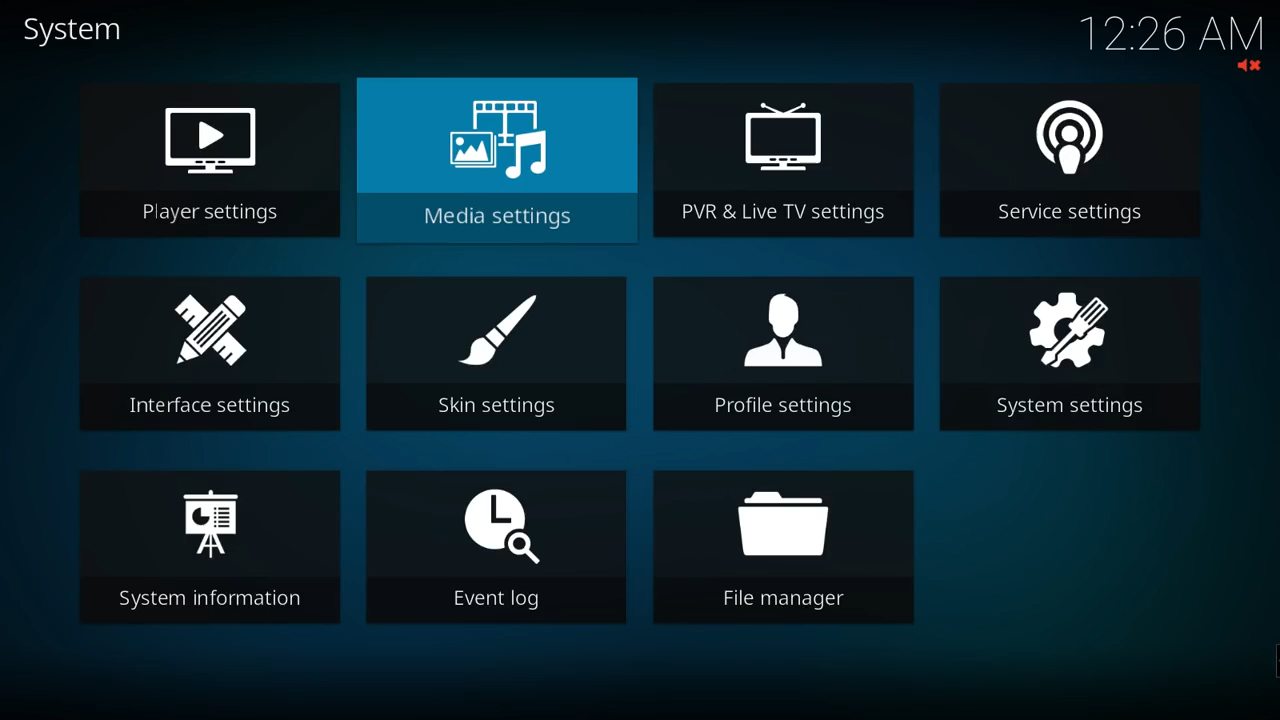 System
12:26 AM
Player settings
Media settings
PVR & Live TV settings
Service settings
Interface settings
Skin settings
Profile settings
System settings
System information
Event log
File manager